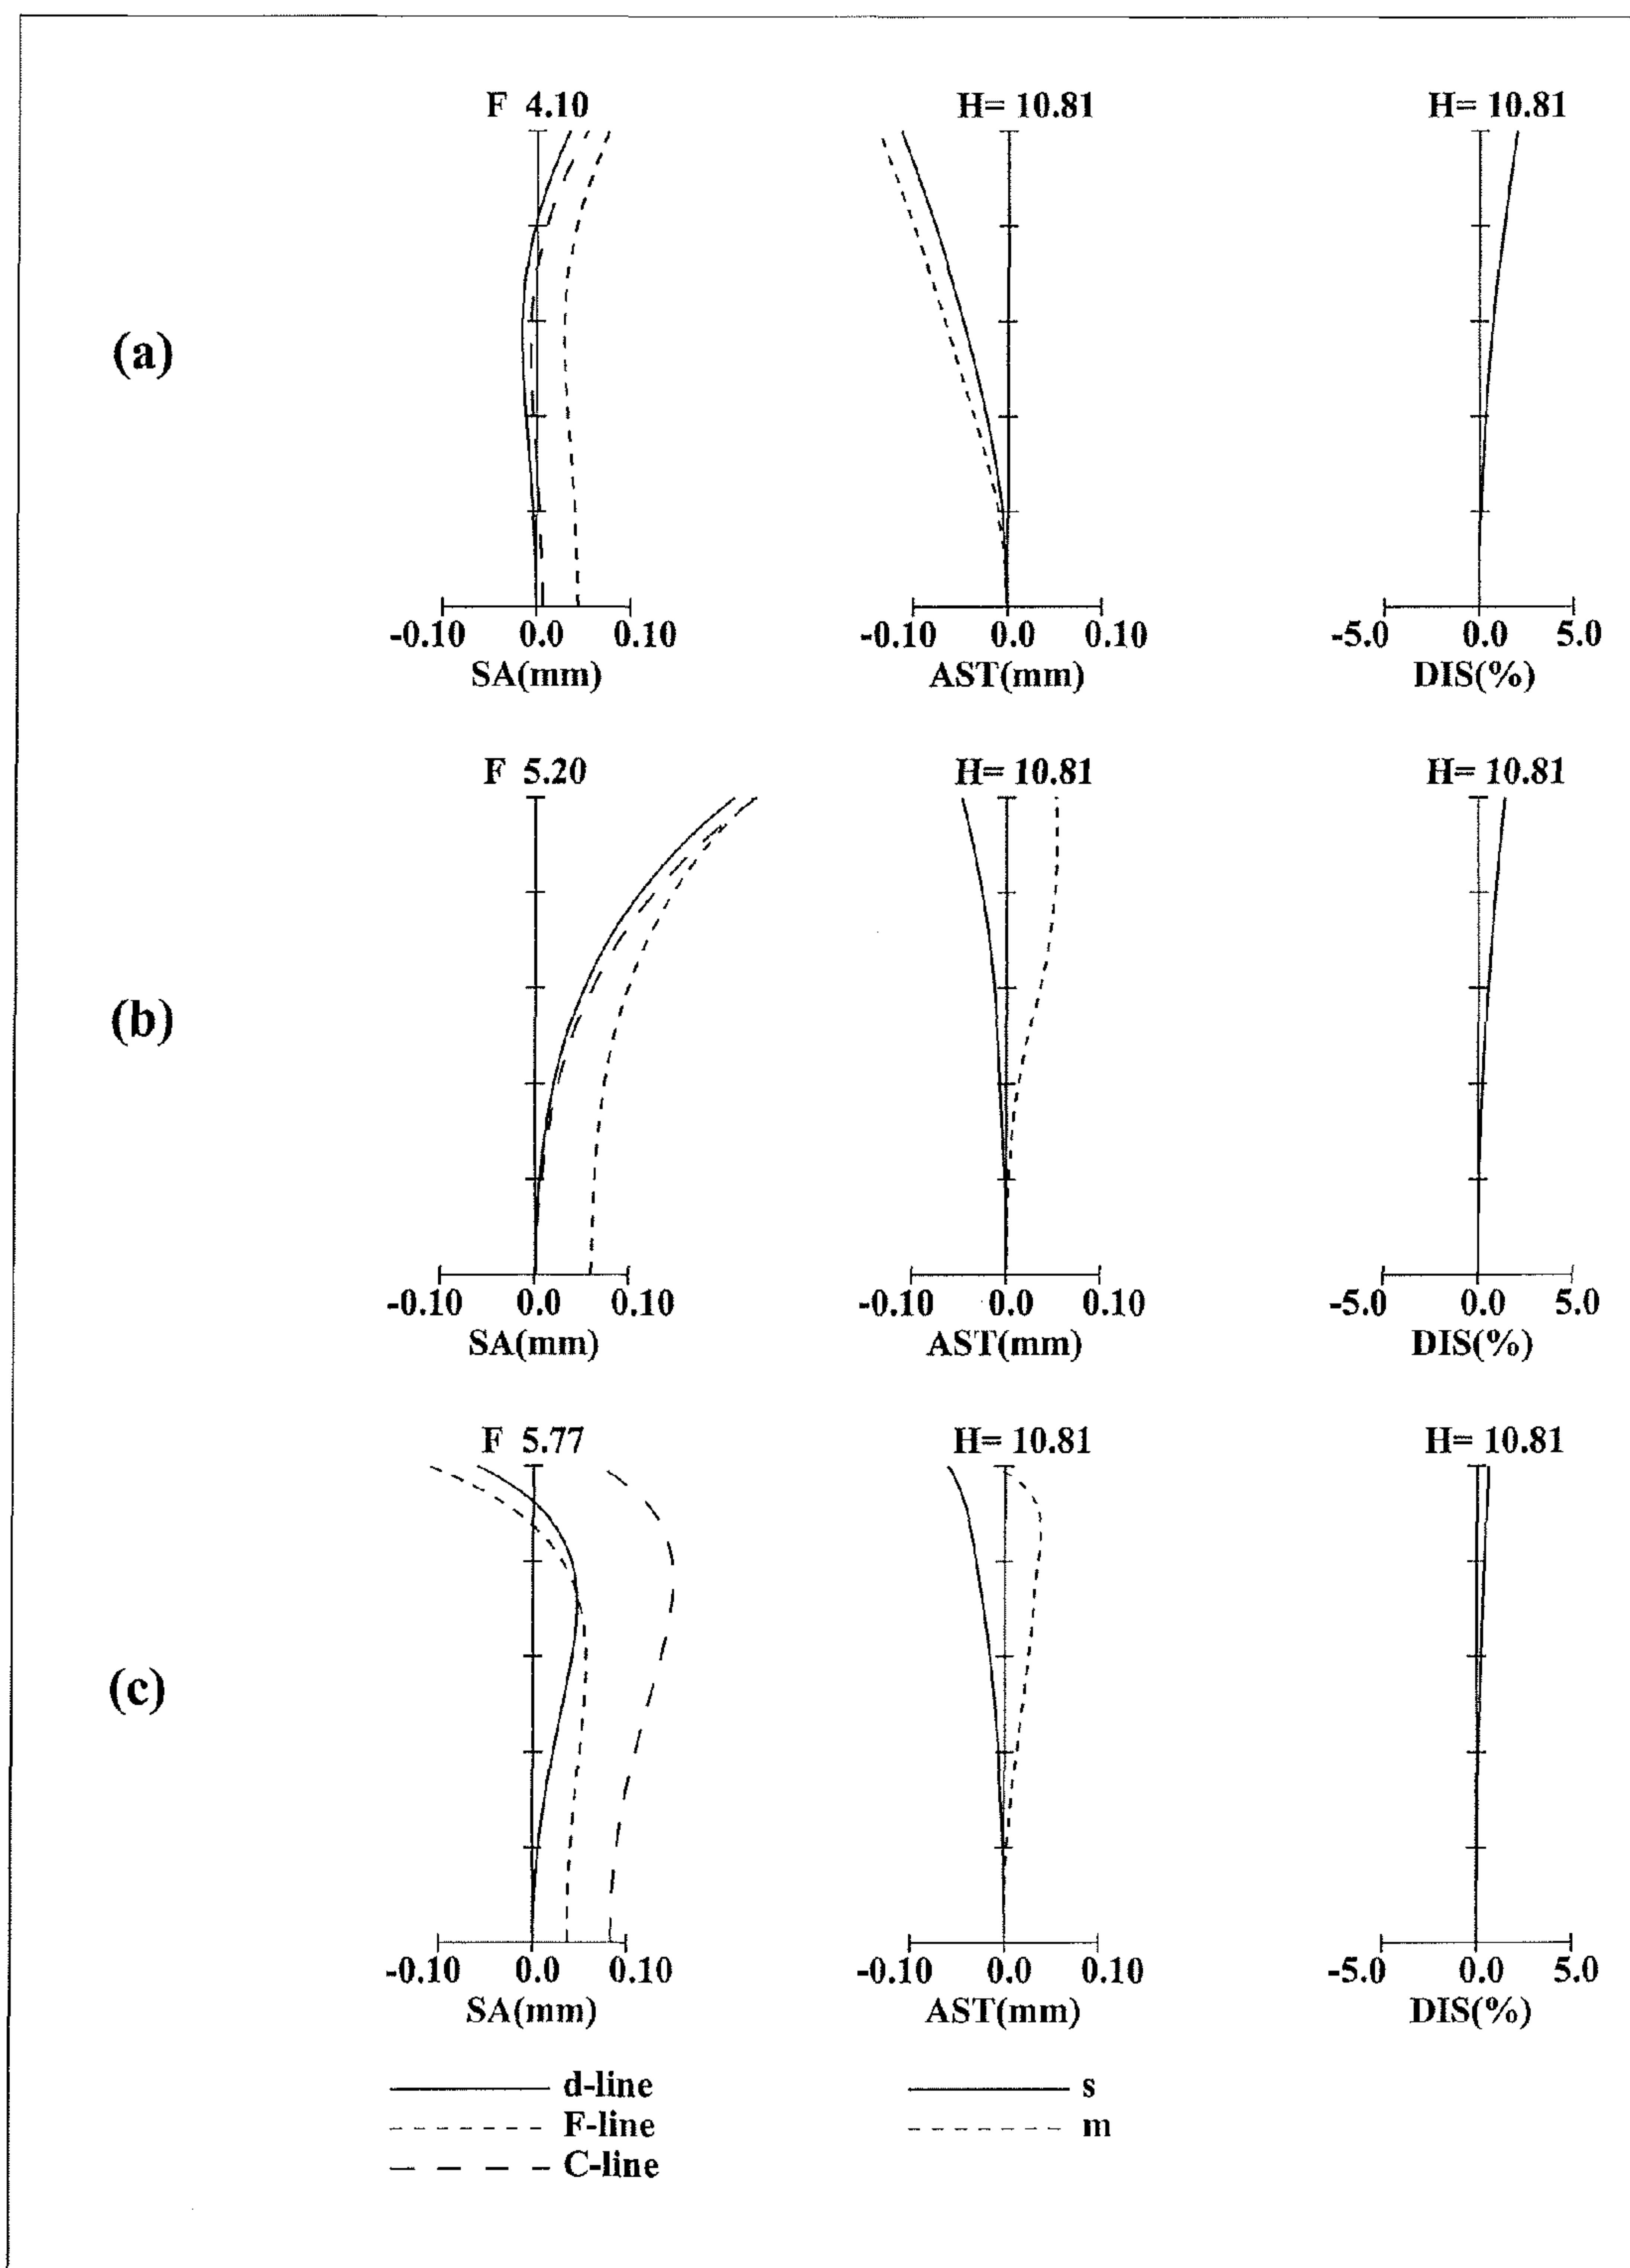 F 4.10 H= 10.81 H= 10.81
(a)
-0.10 0.0 0.10 -0.10 0.0 0.10 -5.0 0.0 5.0
SA(mm) AST(mm) DIS(%)
F 5.20 H= 10.81 H= 10.81
(b)
-0.10 0.0 0.10 -0.10 0.0 0.10 -5.0 0.0 5.0
SA(mm) AST(mm) DIS(%)
F 5.77 H= 10.81 H= 10.81
(c)
-0.10 0.0 0.10 -0.10 0.0 0.10 -5.0 0.0 5.0
SA(mm) AST(mm) DIS(%)
d-line s
F-line m
C-line